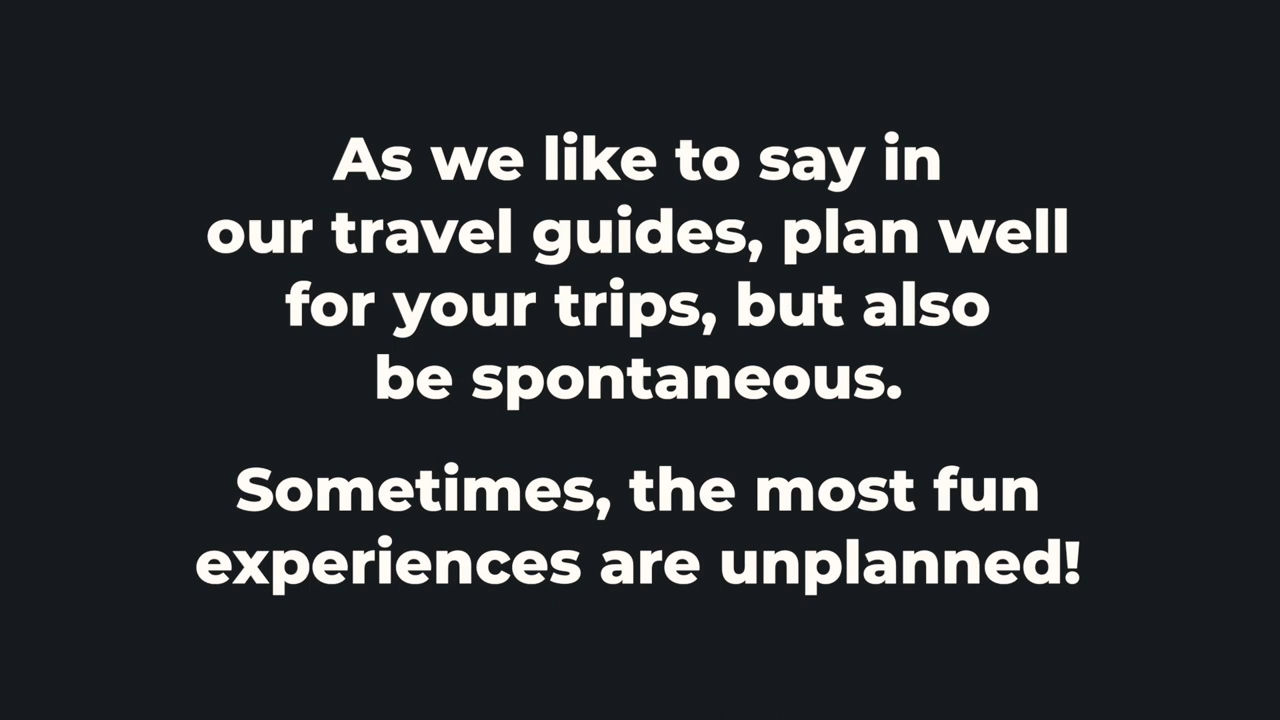 As we like to say in
our travel guides, plan well
for your trips, but also
be spontaneous.
Sometimes, the most fun
experiences are unplanned!